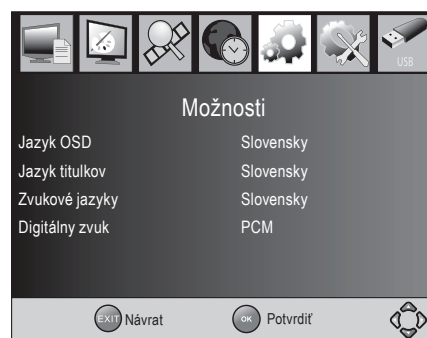 USB
Možnosti
Jazyk OSD Slovensky
Jazyk titulkov Slovensky
Zvukové jazyky Slovensky
Digitálny zvuk PCM
EXIT Návrat OK Potvrdiť